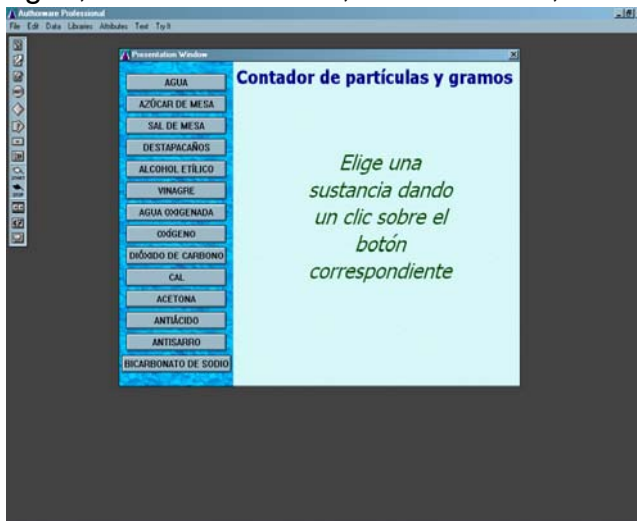 Authorware Professional
File Edit Data Libraries Attributes Text Try It
Presentation Window
AGUA
AZÚCAR DE MESA
SAL DE MESA
DESTAPACAÑOS
ALCOHOL ETÍLICO
VINAGRE
AGUA OXIGENADA
OXÍGENO
DIÓXIDO DE CARBONO
CAL
ACETONA
ANTIÁCIDO
ANTISARRO
BICARBONATO DE SODIO
Contador de partículas y gramos
Elige una
sustancia dando
un clic sobre el
botón
correspondiente